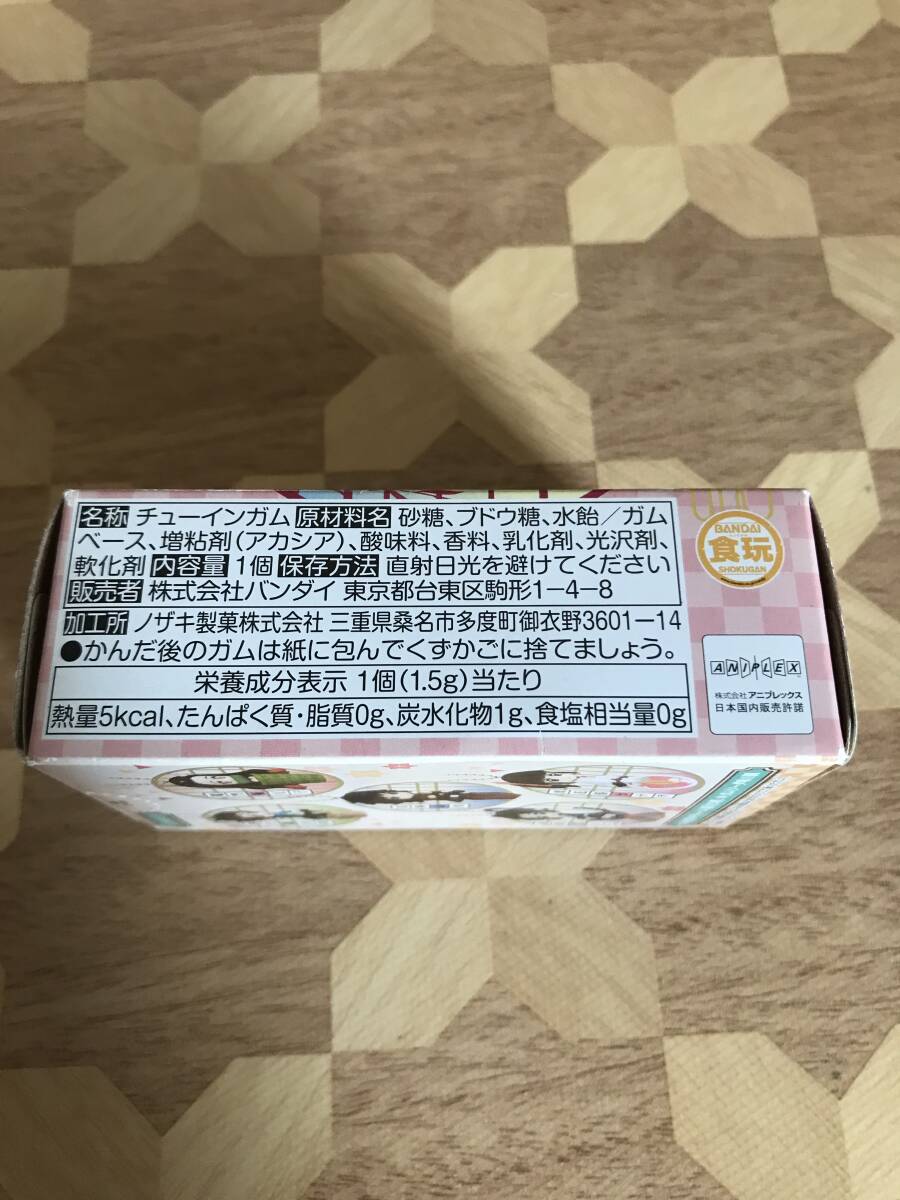 名称 チューインガム 原材料名 砂糖、ブドウ糖、水飴／ガム
ベース、増粘剤(アカシア)、酸味料、香料、乳化剤、光沢剤、
軟化剤 内容量 1個 保存方法 直射日光を避けてください
販売者 株式会社バンダイ 東京都台東区駒形1−4−8
加工所 ノザキ製菓株式会社 三重県桑名市多度町御衣野3601−14
●かんだ後のガムは紙に包んでくずかごに捨てましょう。
栄養成分表示 1個(1.5g)当たり
熱量5kcal、たんぱく質・脂質0g、炭水化物1g、食塩相当量0g
BANDAI
食玩
SHOKUGAN
ANIPLEX
株式会社 アニプレックス
日本国内販売許諾